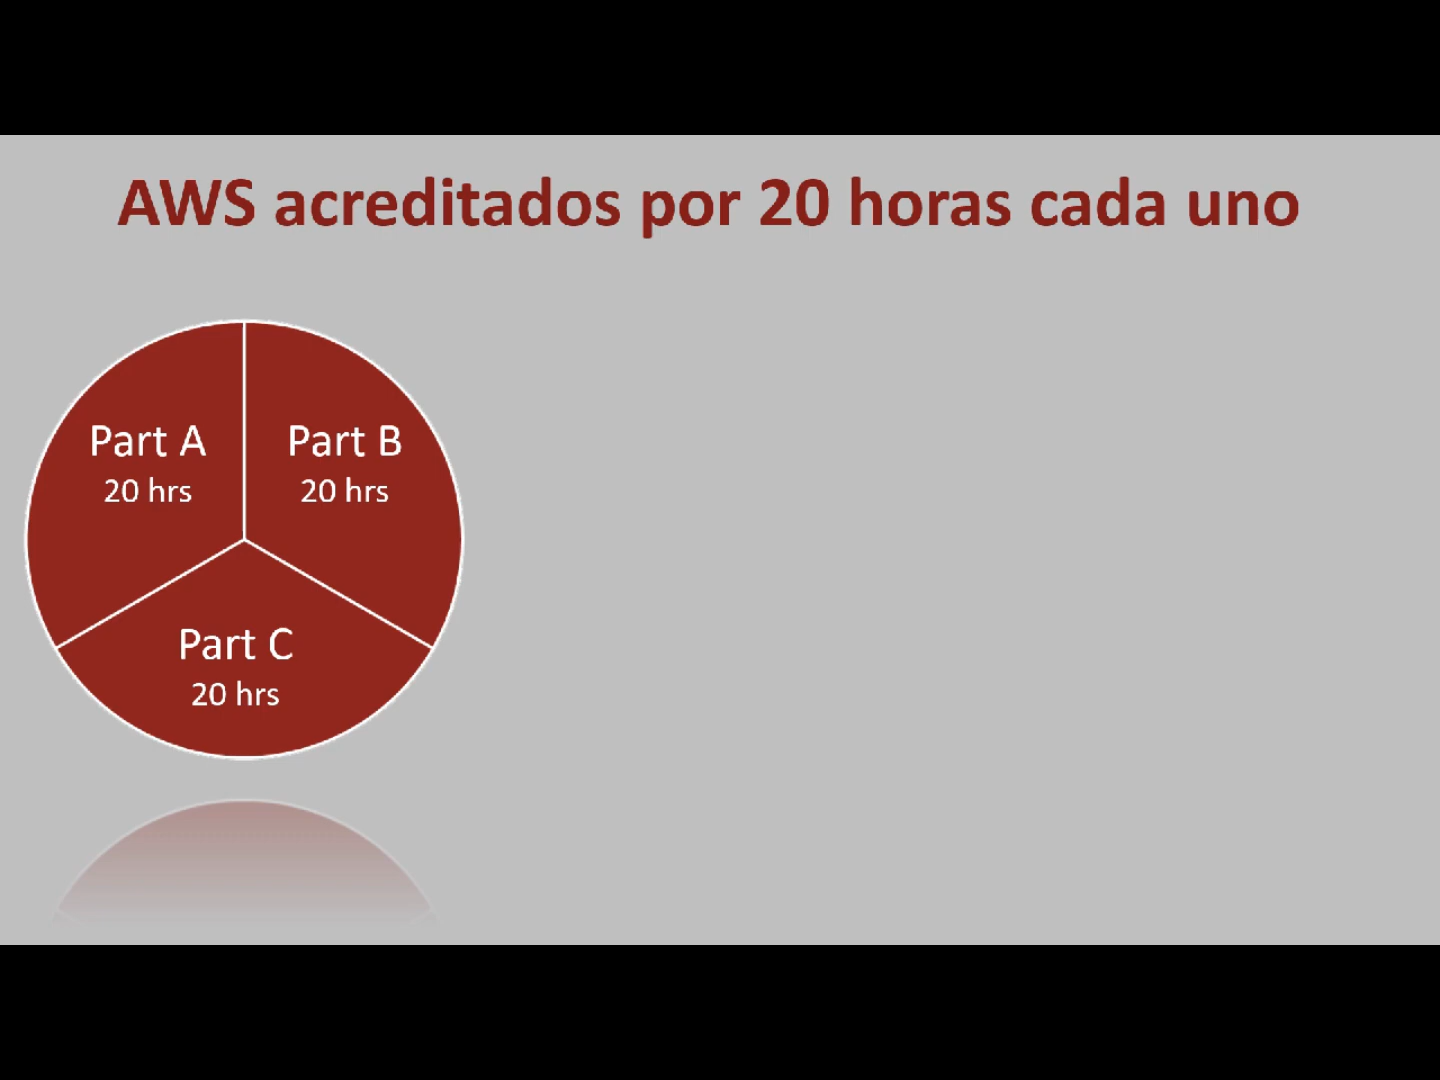 AWS acreditados por 20 horas cada uno
Part A
20 hrs
Part B
20 hrs
Part C
20 hrs